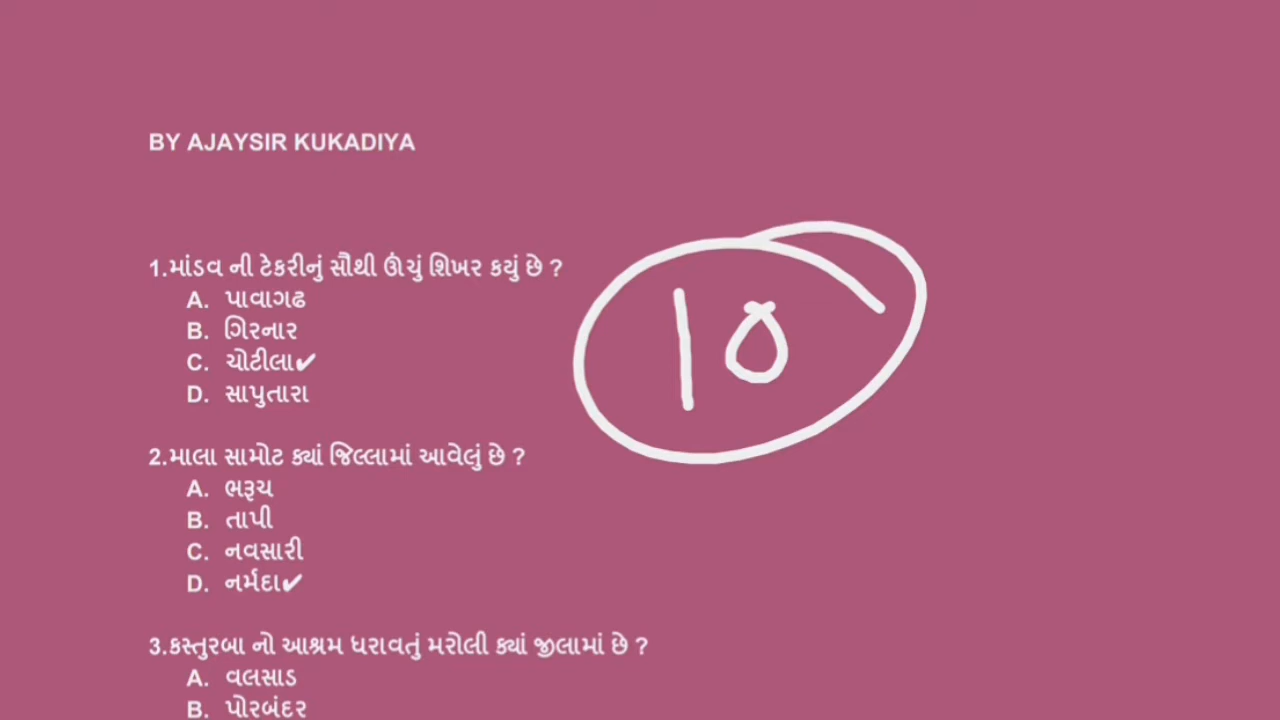 BY AJAYSIR KUKADIYA
1.માંડવ ની ટેકરીનું સૌથી ઊંચું શિખર કયું છે ?
A. પાવાગઢ
B. ગિરનાર
C. ચોટીલા✔
D. સાપુતારા
10
2.માલા સામોટ ક્યાં જિલ્લામાં આવેલું છે ?
A. ભરૂચ
B. તાપી
C. નવસારી
D. નર્મદા✔
3.કસ્તુરબા નો આશ્રમ ધરાવતું મરોલી ક્યાં જીલામાં છે ?
A. વલસાડ
B. પોરબંદર